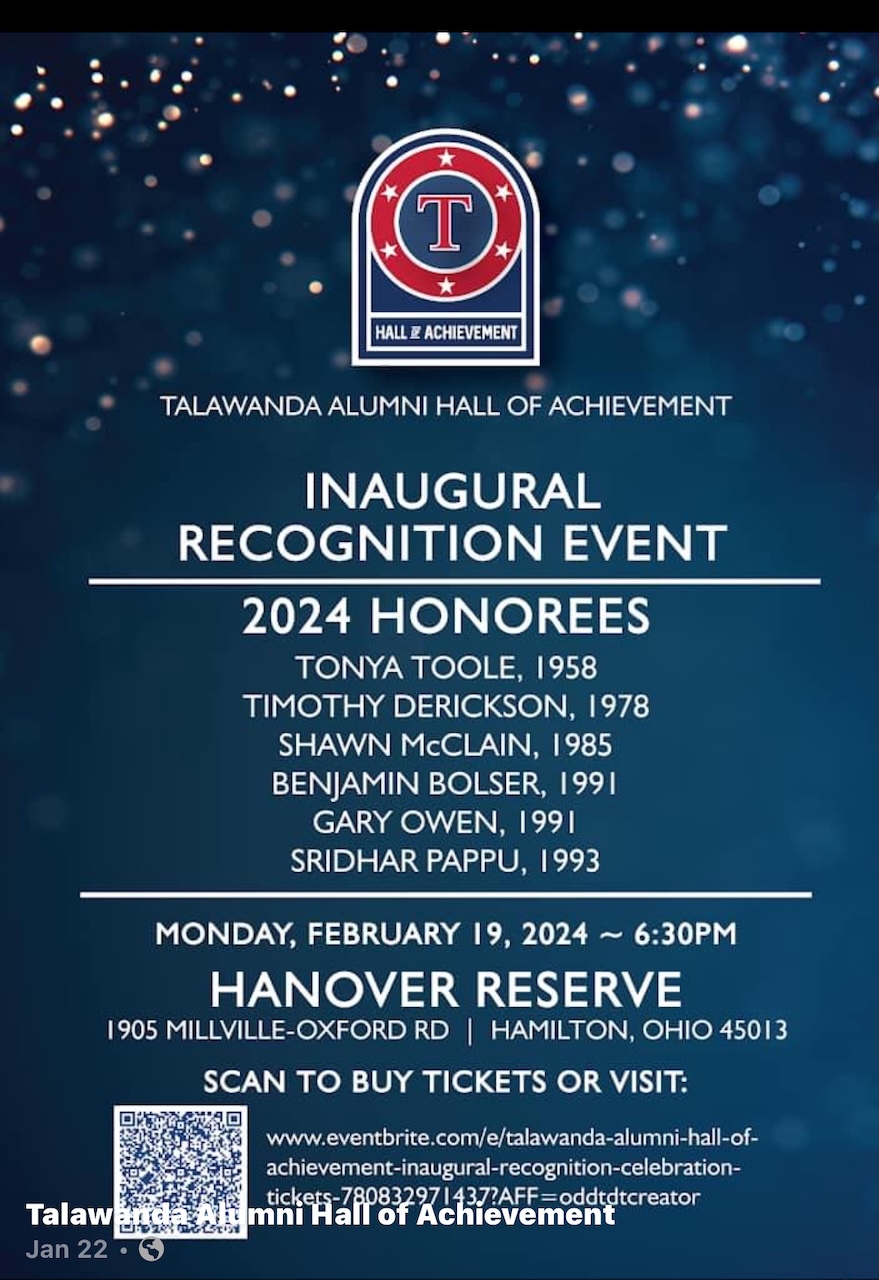 T
HALL OF ACHIEVEMENT
TALAWANDA ALUMNI HALL OF ACHIEVEMENT
INAUGURAL
RECOGNITION EVENT
2024 HONOREES
TONYA TOOLE, 1958
TIMOTHY DERICKSON, 1978
SHAWN McCLAIN, 1985
BENJAMIN BOLSER, 1991
GARY OWEN, 1991
SRIDHAR PAPPU, 1993
MONDAY, FEBRUARY 19, 2024 ~ 6:30PM
HANOVER RESERVE
1905 MILLVILLE-OXFORD RD | HAMILTON, OHIO 45013
SCAN TO BUY TICKETS OR VISIT:
www.eventbrite.com/e/talawanda-alumni-hall-of-
achievement-inaugural-recognition-celebration-
tickets-780832971437?AFF=oddtdtcreator
Talawanda Alumni Hall of Achievement
Jan 22 •